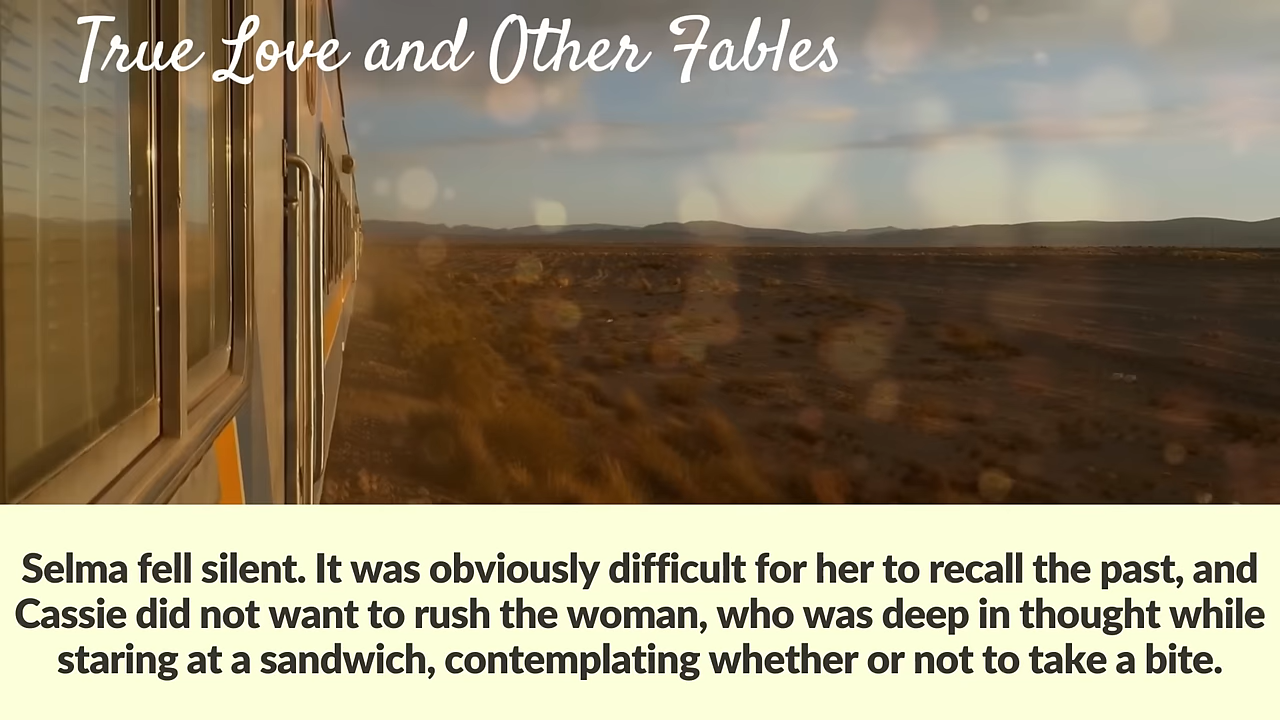 True Love and Other Fables
Selma fell silent. It was obviously difficult for her to recall the past, and
Cassie did not want to rush the woman, who was deep in thought while
staring at a sandwich, contemplating whether or not to take a bite.